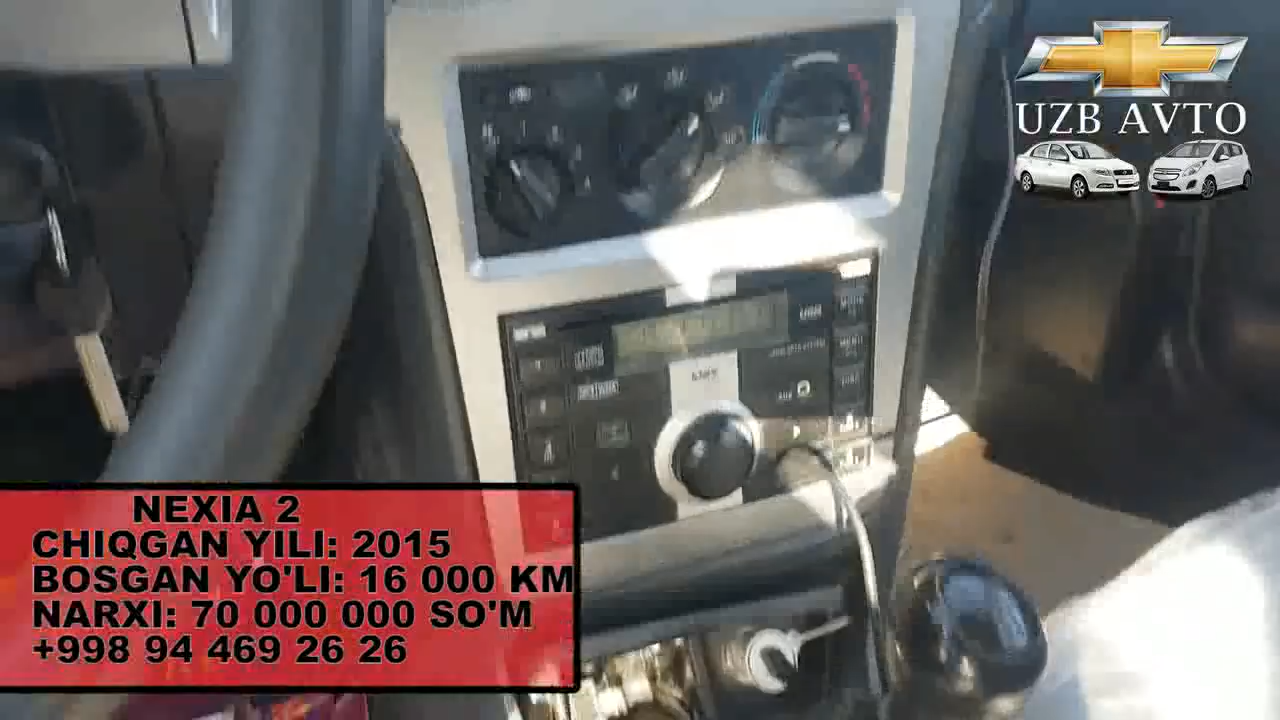 UZB AVTO
NEXIA 2
CHIQGAN YILI: 2015
BOSGAN YO'LI: 16 000 KM
NARXI: 70 000 000 SO'M
+998 94 469 26 26